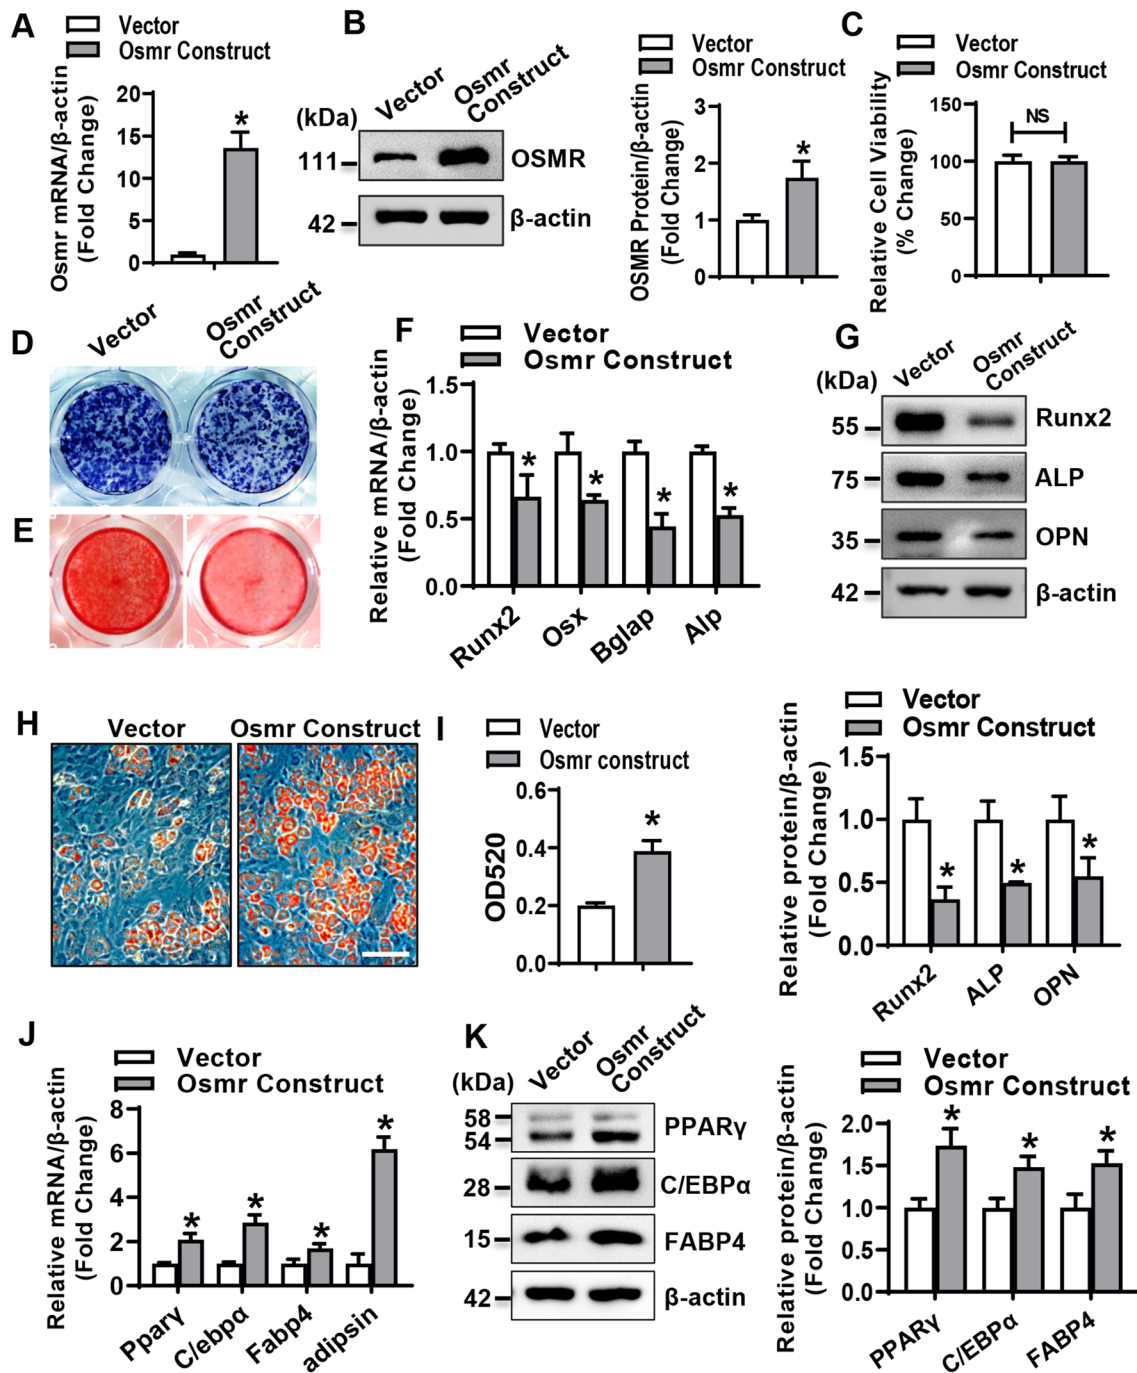 A
Vector
Osmr Construct
Osmr mRNA/β-actin
(Fold Change)
20
15
10
5
0
*
B
(kDa)
Vector
Osmr
Construct
111
OSMR
42
β-actin
Vector
Osmr Construct
OSMR Protein/β-actin
(Fold Change)
3
2
1
0
*
C
Vector
Osmr Construct
Relative Cell Viability
(% Change)
150
100
50
0
NS
D
Vector
Osmr
Construct
E
F
Vector
Osmr Construct
Relative mRNA/β-actin
(Fold Change)
1.5
1.0
0.5
0.0
*
*
*
*
Runx2
Osx
Bglap
Alp
G
(kDa)
Vector
Osmr
Construct
55
Runx2
75
ALP
35
OPN
42
β-actin
Vector
Osmr Construct
Relative protein/β-actin
(Fold Change)
1.5
1.0
0.5
0.0
*
*
*
Runx2
ALP
OPN
H
Vector
Osmr Construct
I
Vector
Osmr construct
OD520
0.6
0.4
0.2
0.0
*
J
Vector
Osmr Construct
Relative mRNA/β-actin
(Fold Change)
8
6
4
2
0
*
*
*
*
Pparγ
C/ebpα
Fabp4
adipsin
K
(kDa)
Vector
Osmr
Construct
58
54
PPARγ
28
C/EBPα
15
FABP4
42
β-actin
Vector
Osmr Construct
Relative protein/β-actin
(Fold Change)
2.0
1.5
1.0
0.5
0.0
*
*
*
PPARγ
C/EBPα
FABP4